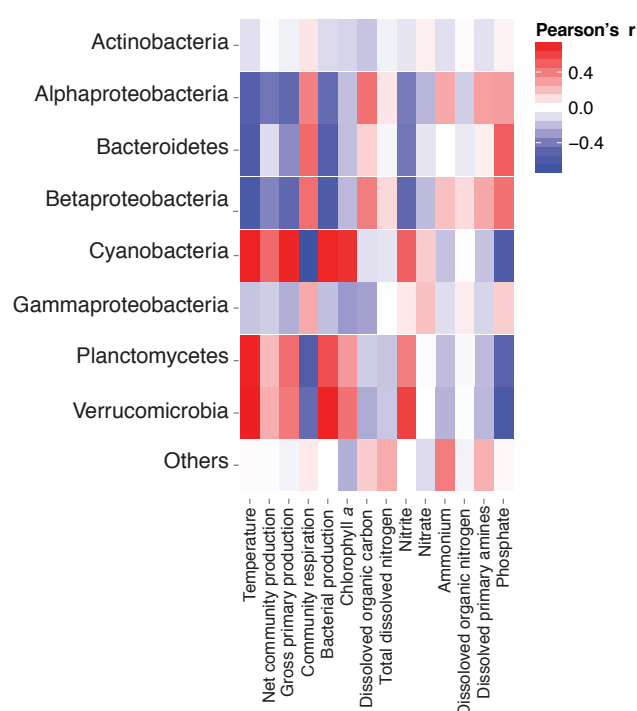 Pearson's r
0.4
0.0
−0.4
Actinobacteria
Alphaproteobacteria
Bacteroidetes
Betaproteobacteria
Cyanobacteria
Gammaproteobacteria
Planctomycetes
Verrucomicrobia
Others
Temperature
Net community production
Gross primary production
Community respiration
Bacterial production
Chlorophyll a
Dissoloved organic carbon
Total dissolved nitrogen
Nitrite
Nitrate
Ammonium
Dissoloved organic nitrogen
Dissolved primary amines
Phosphate